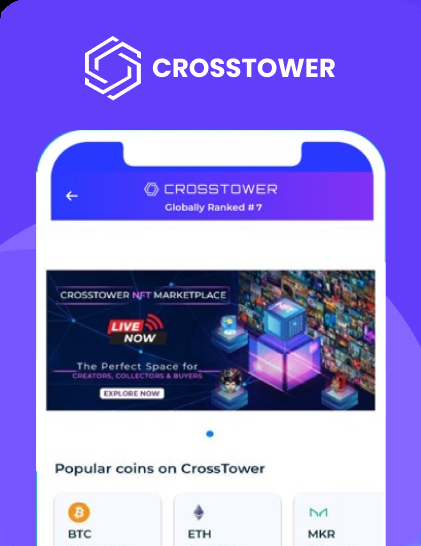 CROSSTOWER
CROSSTOWER
Globally Ranked # 7
CROSSTOWER NFT MARKETPLACE
LIVE
NOW
The Perfect Space for
CREATORS, COLLECTORS & BUYERS
EXPLORE NOW
NFT
Popular coins on CrossTower
BTC
ETH
MKR